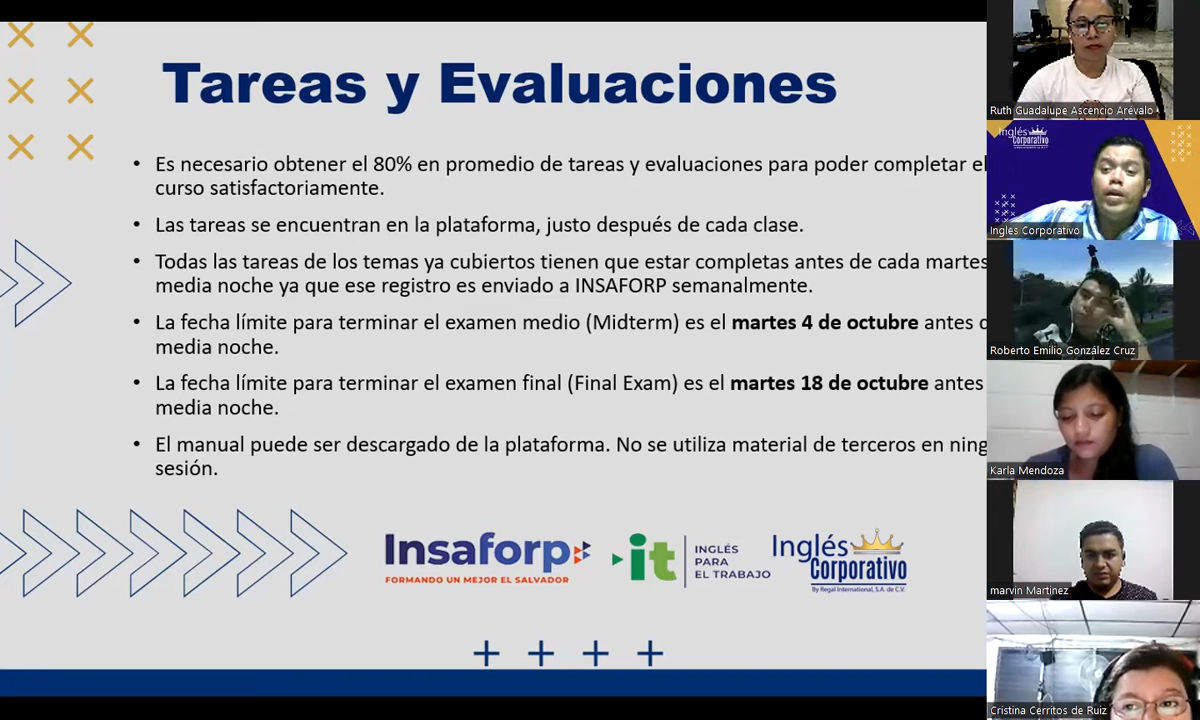 Tareas y Evaluaciones
• Es necesario obtener el 80% en promedio de tareas y evaluaciones para poder completar el
curso satisfactoriamente.
• Las tareas se encuentran en la plataforma, justo después de cada clase.
• Todas las tareas de los temas ya cubiertos tienen que estar completas antes de cada martes
media noche ya que ese registro es enviado a INSAFORP semanalmente.
• La fecha límite para terminar el examen medio (Midterm) es el martes 4 de octubre antes
media noche.
• La fecha límite para terminar el examen final (Final Exam) es el martes 18 de octubre antes
media noche.
• El manual puede ser descargado de la plataforma. No se utiliza material de terceros en
sesión.
Insaforp
FORMANDO UN MEJOR EL SALVADOR
it
INGLÉS
PARA
EL TRABAJO
Inglés
Corporativo
By Regal International, S.A. de C.V.
Ruth Guadalupe Ascencio Arévalo
Inglés
Corporativo
Ingles Corporativo
Roberto Emilio González Cruz
Karla Mendoza
marvin Martinez
Cristina Cerritos de Ruiz